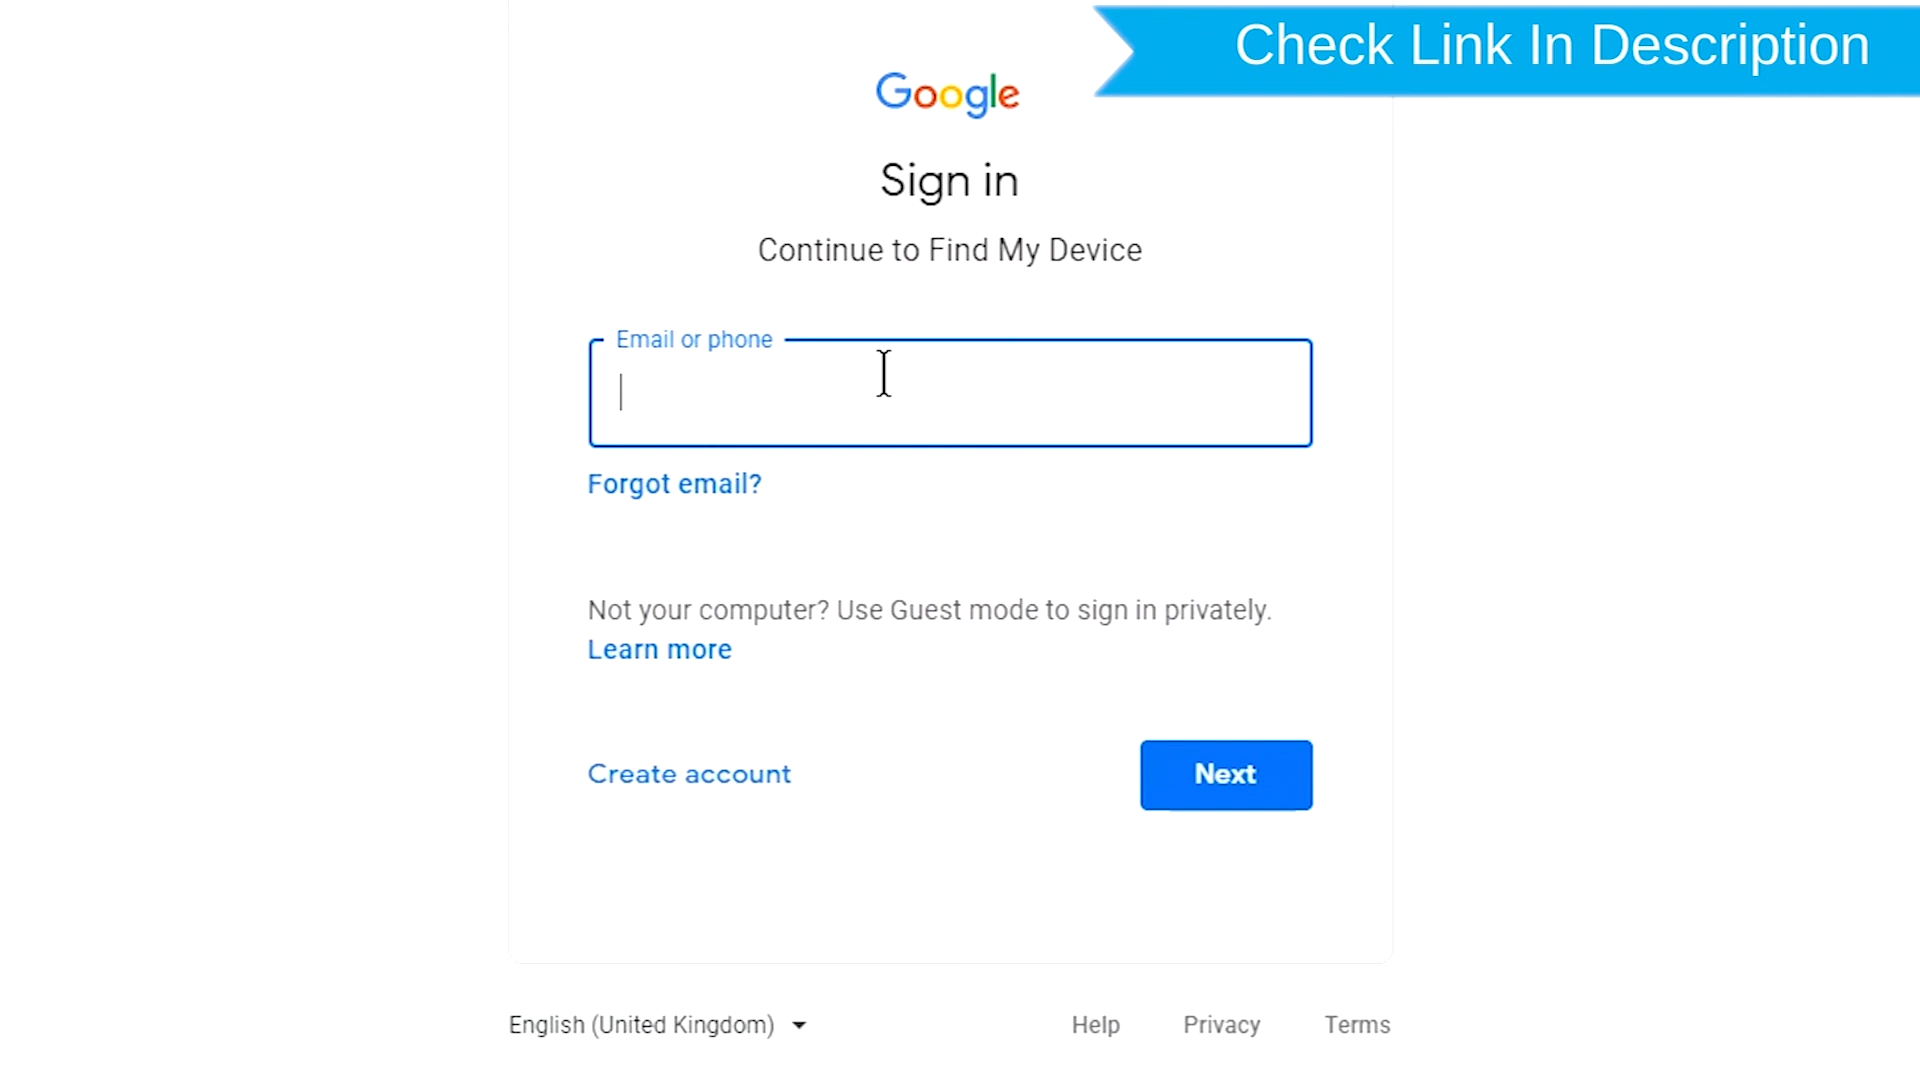 Check Link In Description
Google
Sign in
Continue to Find My Device
Email or phone
Forgot email?
Not your computer? Use Guest mode to sign in privately.
Learn more
Create account
Next
English (United Kingdom)
Help
Privacy
Terms